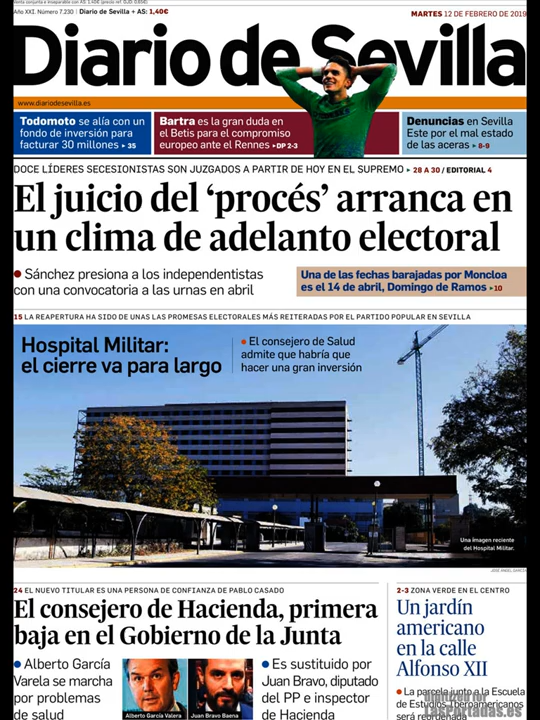 Venta conjunta e inseparable con AS: 1,40€ (precio ref. OJD: 0.65€)
Año XXI. Número 7.230 | Diario de Sevilla + AS: 1,40€
MARTES 12 DE FEBRERO DE 2019
Diario de Sevilla
www.diariodesevilla.es
Todomoto se alía con un
fondo de inversión para
facturar 30 millones ▸ 35
Bartra es la gran duda en
el Betis para el compromiso
europeo ante el Rennes ▸ DP 2-3
Denuncias en Sevilla
Este por el mal estado
de las aceras ▸ 8-9
DOCE LÍDERES SECESIONISTAS SON JUZGADOS A PARTIR DE HOY EN EL SUPREMO ▸ 28 A 30 / EDITORIAL 4
El juicio del ‘procés’ arranca en
un clima de adelanto electoral
● Sánchez presiona a los independentistas
con una convocatoria a las urnas en abril
Una de las fechas barajadas por Moncloa
es el 14 de abril, Domingo de Ramos ▸ 10
15 LA REAPERTURA HA SIDO DE UNAS LAS PROMESAS ELECTORALES MÁS REITERADAS POR EL PARTIDO POPULAR EN SEVILLA
Hospital Militar:
el cierre va para largo
● El consejero de Salud
admite que habría que
hacer una gran inversión
Una imagen reciente
del Hospital Militar.
JOSÉ ÁNGEL GARCÍA
24 EL NUEVO TITULAR ES UNA PERSONA DE CONFIANZA DE PABLO CASADO
El consejero de Hacienda, primera
baja en el Gobierno de la Junta
● Alberto García
Varela se marcha
por problemas
de salud
Alberto García Valera
Juan Bravo Baena
● Es sustituido por
Juan Bravo, diputado
del PP e inspector
de Hacienda
2-3 ZONA VERDE EN EL CENTRO
Un jardín
americano
en la calle
Alfonso XII
● La parcela junto a la Escuela
de Estudios Iberoamericanos
será reordenada
digitized for
LasPortadas.es